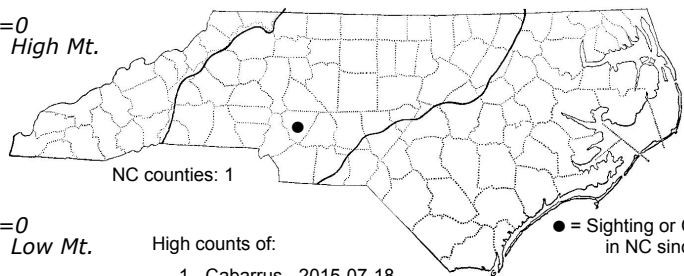 =0
High Mt.
NC counties: 1
=0
Low Mt.
High counts of:
● = Sighting or
in NC
1 - Cabarrus - 2015-07-18